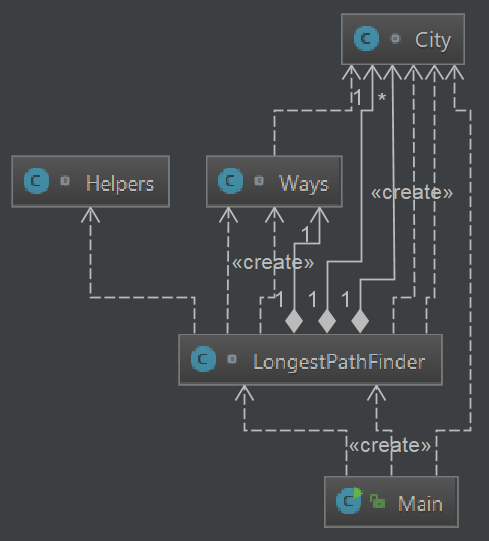 C City
1 *
C Helpers
C Ways
«create»
1
«create»
1 1 1
C LongestPathFinder
«create»
C Main